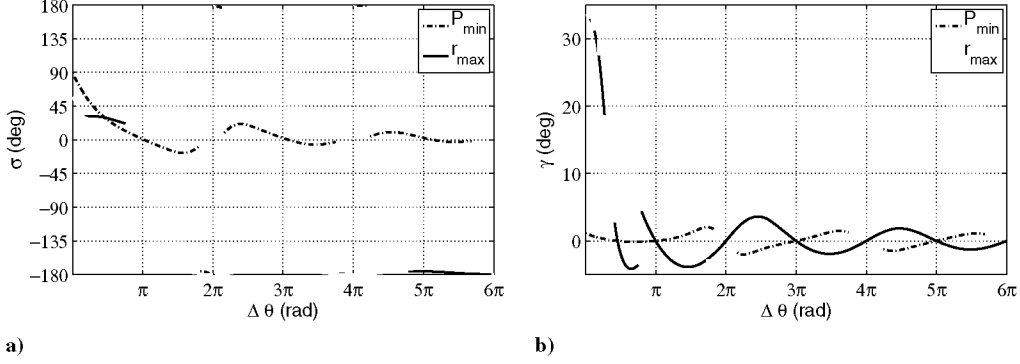 180
135
90
45
0
−45
−90
−135
−180
σ (deg)
π
2π
3π
4π
5π
6π
Δ θ (rad)
P_min
r_max
a)
30
20
10
0
γ (deg)
π
2π
3π
4π
5π
6π
Δ θ (rad)
P_min
r_max
b)